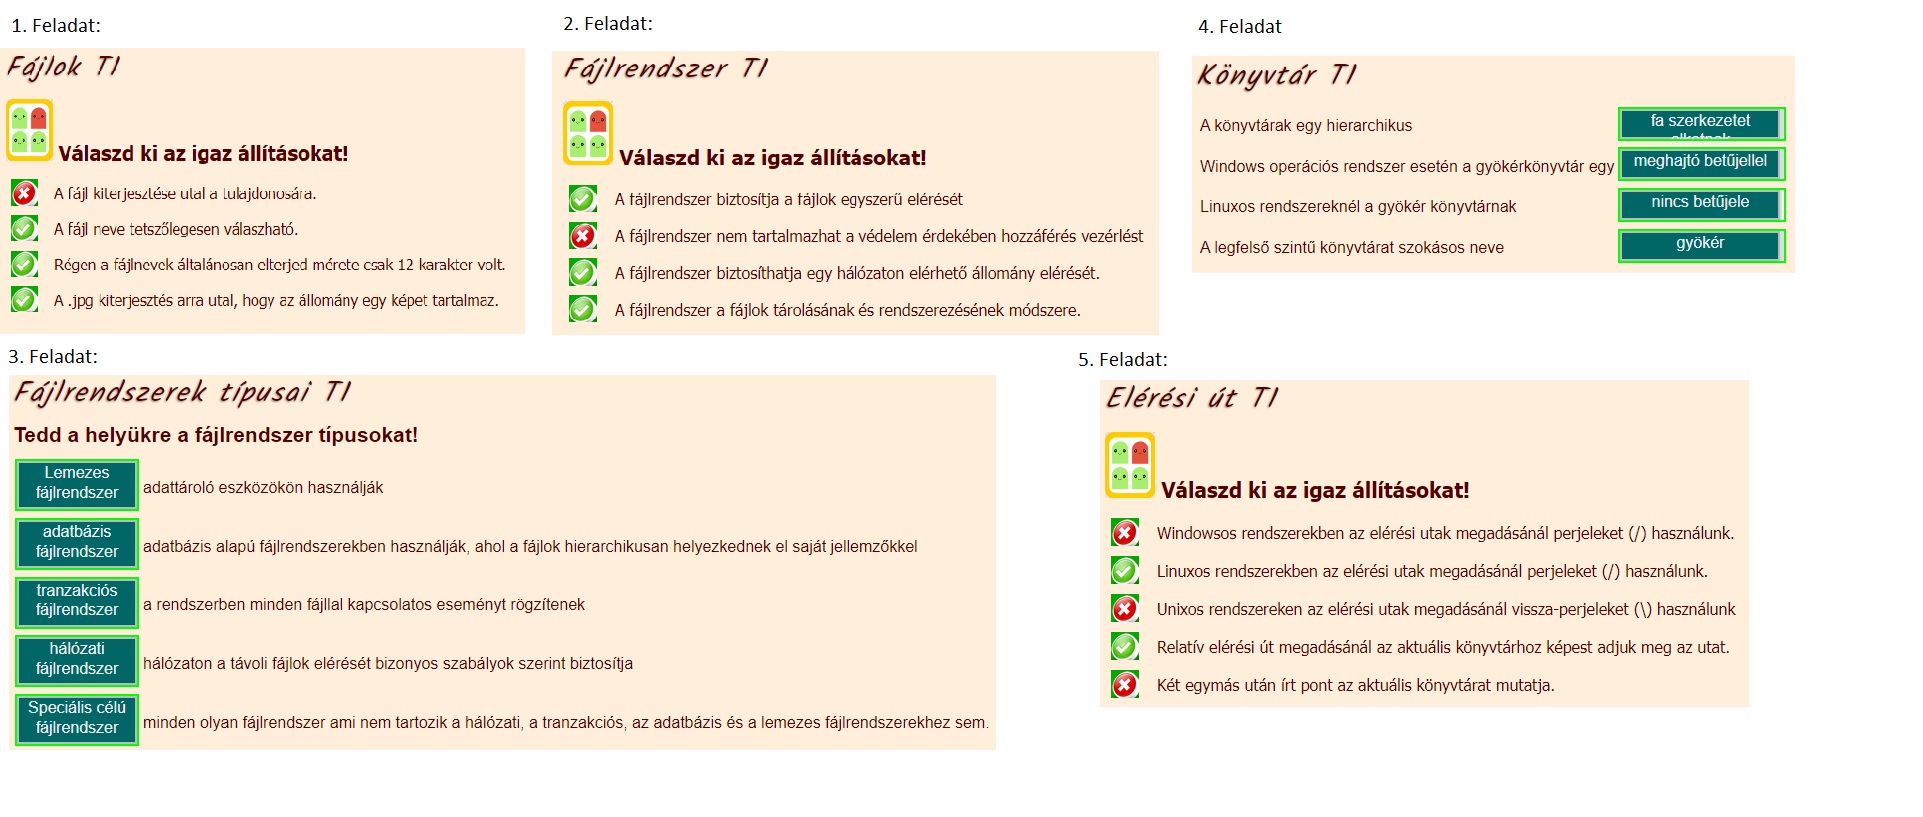 1. Feladat:
Fájlok TI
Válaszd ki az igaz állításokat!
A fájl kiterjesztése utal a tulajdonosára.
A fájl neve tetszőlegesen választható.
Régen a fájlnevek általánosan elterjed mérete csak 12 karakter volt.
A .jpg kiterjesztés arra utal, hogy az állomány egy képet tartalmaz.
2. Feladat:
Fájlrendszer TI
Válaszd ki az igaz állításokat!
A fájlrendszer biztosítja a fájlok egyszerű elérését
A fájlrendszer nem tartalmazhat a védelem érdekében hozzáférés vezérlést
A fájlrendszer biztosíthatja egy hálózaton elérhető állomány elérését.
A fájlrendszer a fájlok tárolásának és rendszerezésének módszere.
4. Feladat
Könyvtár TI
A könyvtárak egy hierarchikus fa szerkezetet
alkotnak
Windows operációs rendszer esetén a gyökérkönyvtár egy meghajtó betűjellel
Linuxos rendszereknél a gyökér könyvtárnak nincs betűjele
A legfelső szintű könyvtárat szokásos neve gyökér
3. Feladat:
Fájlrendszerek típusai TI
Tedd a helyükre a fájlrendszer típusokat!
Lemezes
fájlrendszer adattároló eszközökön használják
adatbázis
fájlrendszer adatbázis alapú fájlrendszerekben használják, ahol a fájlok hierarchikusan helyezkednek el saját jellemzőkkel
tranzakciós
fájlrendszer a rendszerben minden fájllal kapcsolatos eseményt rögzítenek
hálózati
fájlrendszer hálózaton a távoli fájlok elérését bizonyos szabályok szerint biztosítja
Speciális célú
fájlrendszer minden olyan fájlrendszer ami nem tartozik a hálózati, a tranzakciós, az adatbázis és a lemezes fájlrendszerekhez sem.
5. Feladat:
Elérési út TI
Válaszd ki az igaz állításokat!
Windowsos rendszerekben az elérési utak megadásánál perjeleket (/) használunk.
Linuxos rendszerekben az elérési utak megadásánál perjeleket (/) használunk.
Unixos rendszereken az elérési utak megadásánál vissza-perjeleket (\) használunk
Relatív elérési út megadásánál az aktuális könyvtárhoz képest adjuk meg az utat.
Két egymás után írt pont az aktuális könyvtárat mutatja.